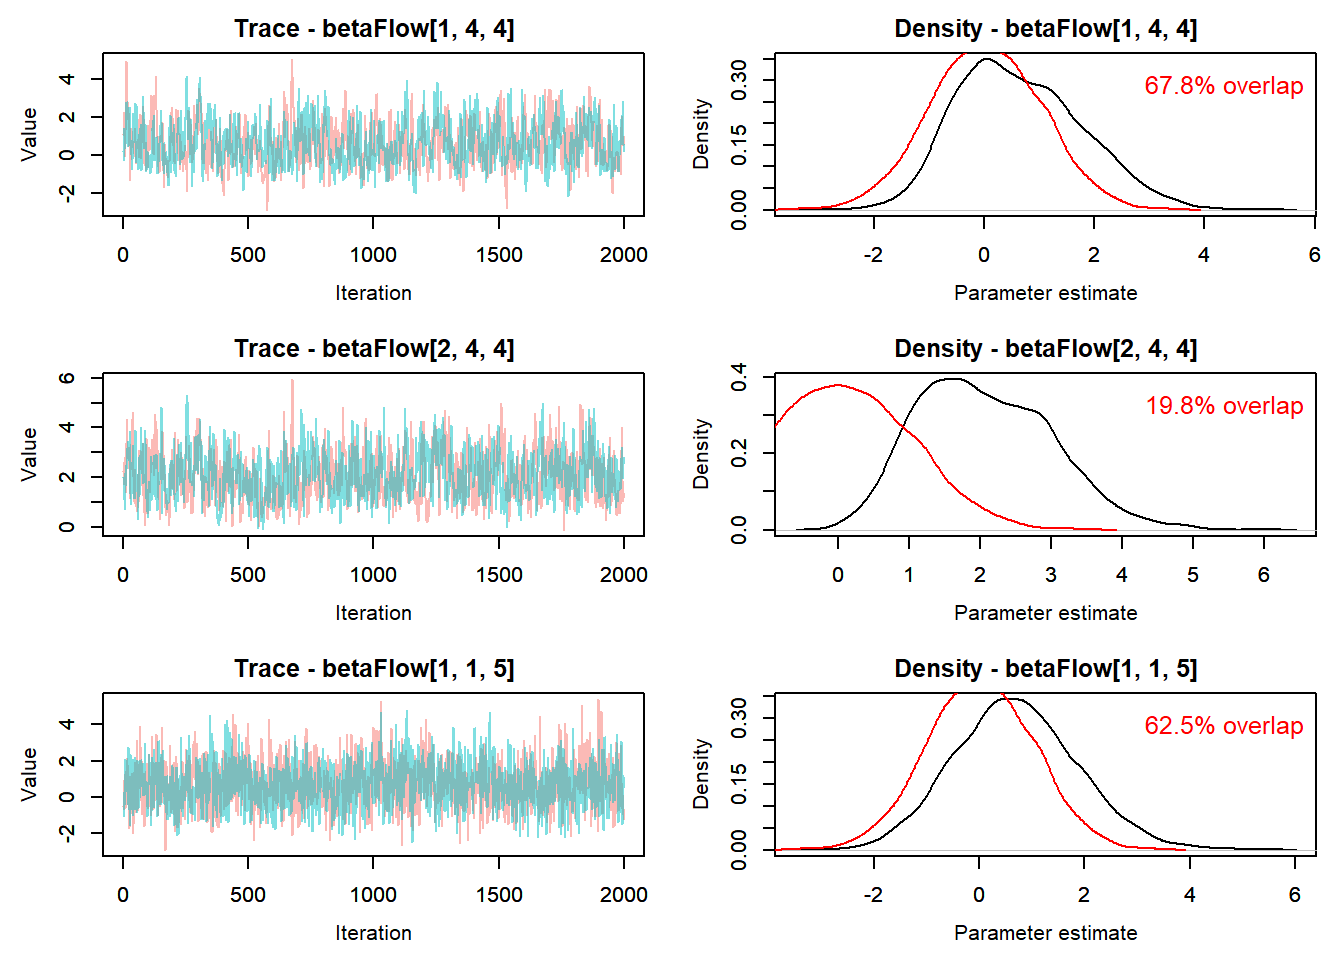 Trace - betaFlow[1, 4, 4]
Value
4
2
0
-2
0 500 1000 1500 2000
Iteration
Density - betaFlow[1, 4, 4]
Density
0.30
0.15
0.00
67.8% overlap
-2 0 2 4 6
Parameter estimate
Trace - betaFlow[2, 4, 4]
Value
6
4
2
0
0 500 1000 1500 2000
Iteration
Density - betaFlow[2, 4, 4]
Density
0.4
0.2
0.0
19.8% overlap
0 1 2 3 4 5 6
Parameter estimate
Trace - betaFlow[1, 1, 5]
Value
4
2
0
-2
0 500 1000 1500 2000
Iteration
Density - betaFlow[1, 1, 5]
Density
0.30
0.15
0.00
62.5% overlap
-2 0 2 4 6
Parameter estimate